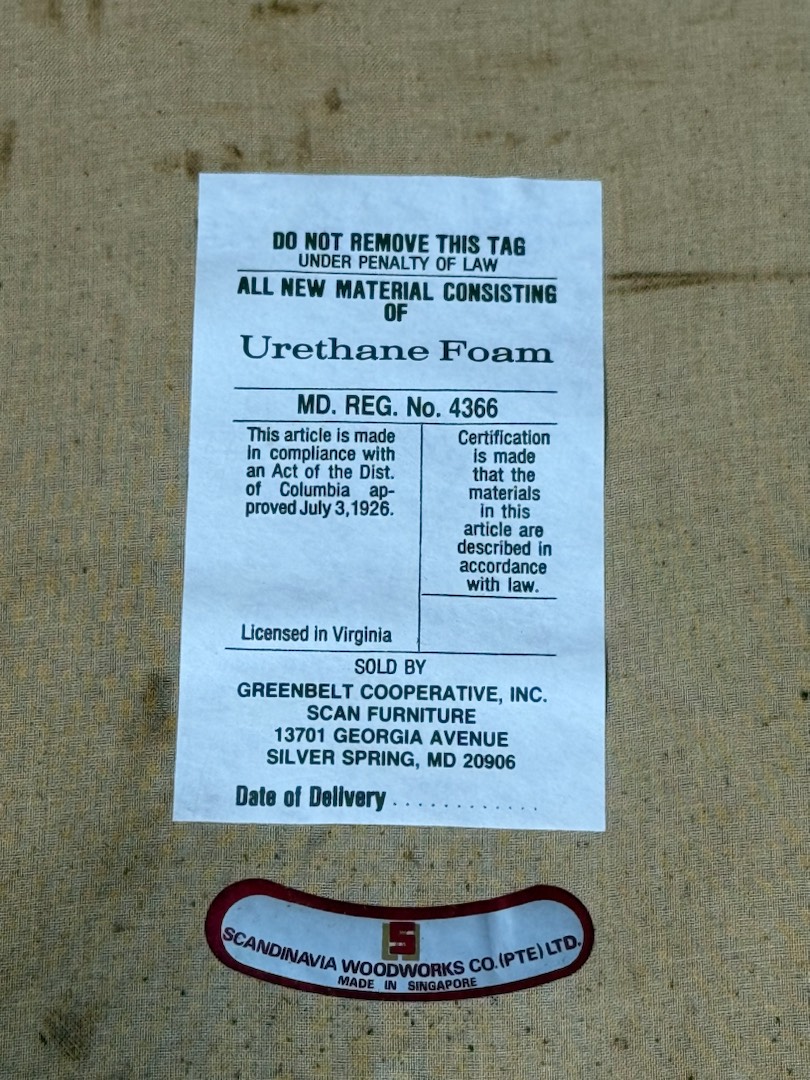 DO NOT REMOVE THIS TAG
UNDER PENALTY OF LAW
ALL NEW MATERIAL CONSISTING
OF
Urethane Foam
MD. REG. No. 4366
This article is made
in compliance with
an Act of the Dist.
of Columbia ap-
proved July 3,1926.
Licensed in Virginia
Certification
is made
that the
materials
in this
article are
described in
accordance
with law.
SOLD BY
GREENBELT COOPERATIVE, INC.
SCAN FURNITURE
13701 GEORGIA AVENUE
SILVER SPRING, MD 20906
Date of Delivery . . . . . . . . . . . .
SCANDINAVIA WOODWORKS CO. (PTE) LTD.
MADE IN SINGAPORE